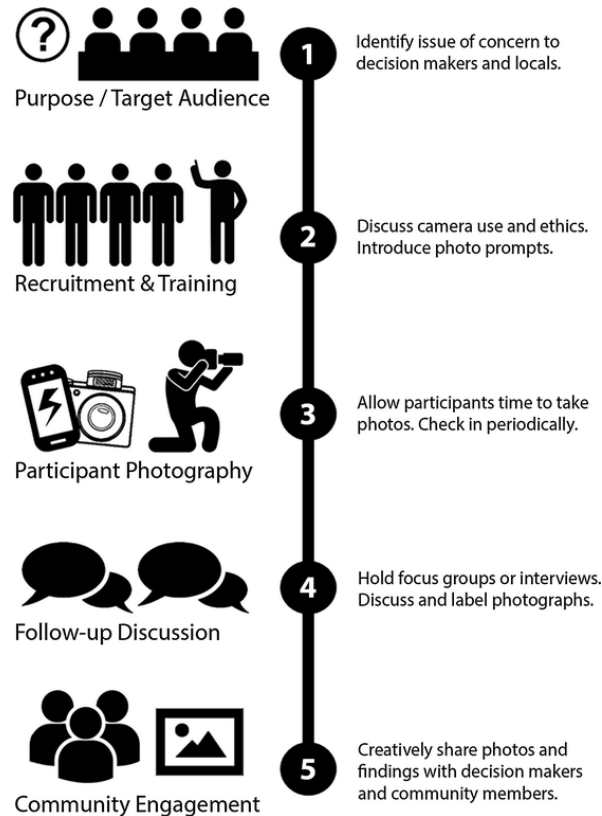 ?
Purpose / Target Audience
1
Identify issue of concern to
decision makers and locals.
Recruitment & Training
2
Discuss camera use and ethics.
Introduce photo prompts.
Participant Photography
3
Allow participants time to take
photos. Check in periodically.
Follow-up Discussion
4
Hold focus groups or interviews.
Discuss and label photographs.
Community Engagement
5
Creatively share photos and
findings with decision makers
and community members.